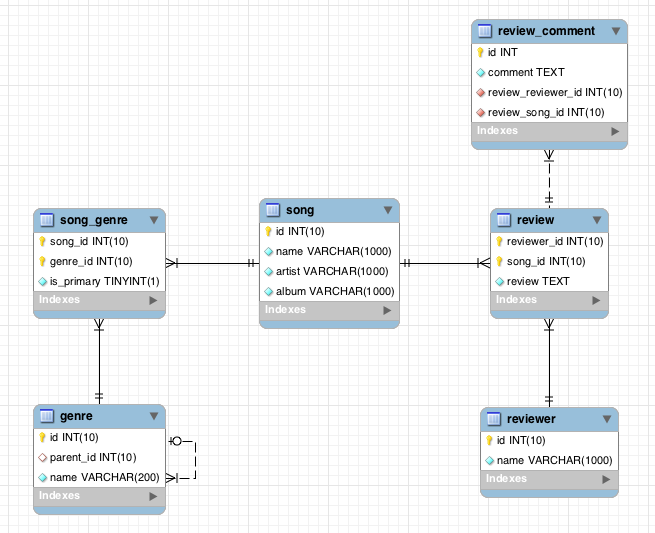 review_comment
id INT
comment TEXT
review_reviewer_id INT(10)
review_song_id INT(10)
Indexes
song_genre
song_id INT(10)
genre_id INT(10)
is_primary TINYINT(1)
Indexes
song
id INT(10)
name VARCHAR(1000)
artist VARCHAR(1000)
album VARCHAR(1000)
Indexes
review
reviewer_id INT(10)
song_id INT(10)
review TEXT
Indexes
genre
id INT(10)
parent_id INT(10)
name VARCHAR(200)
Indexes
reviewer
id INT(10)
name VARCHAR(1000)
Indexes